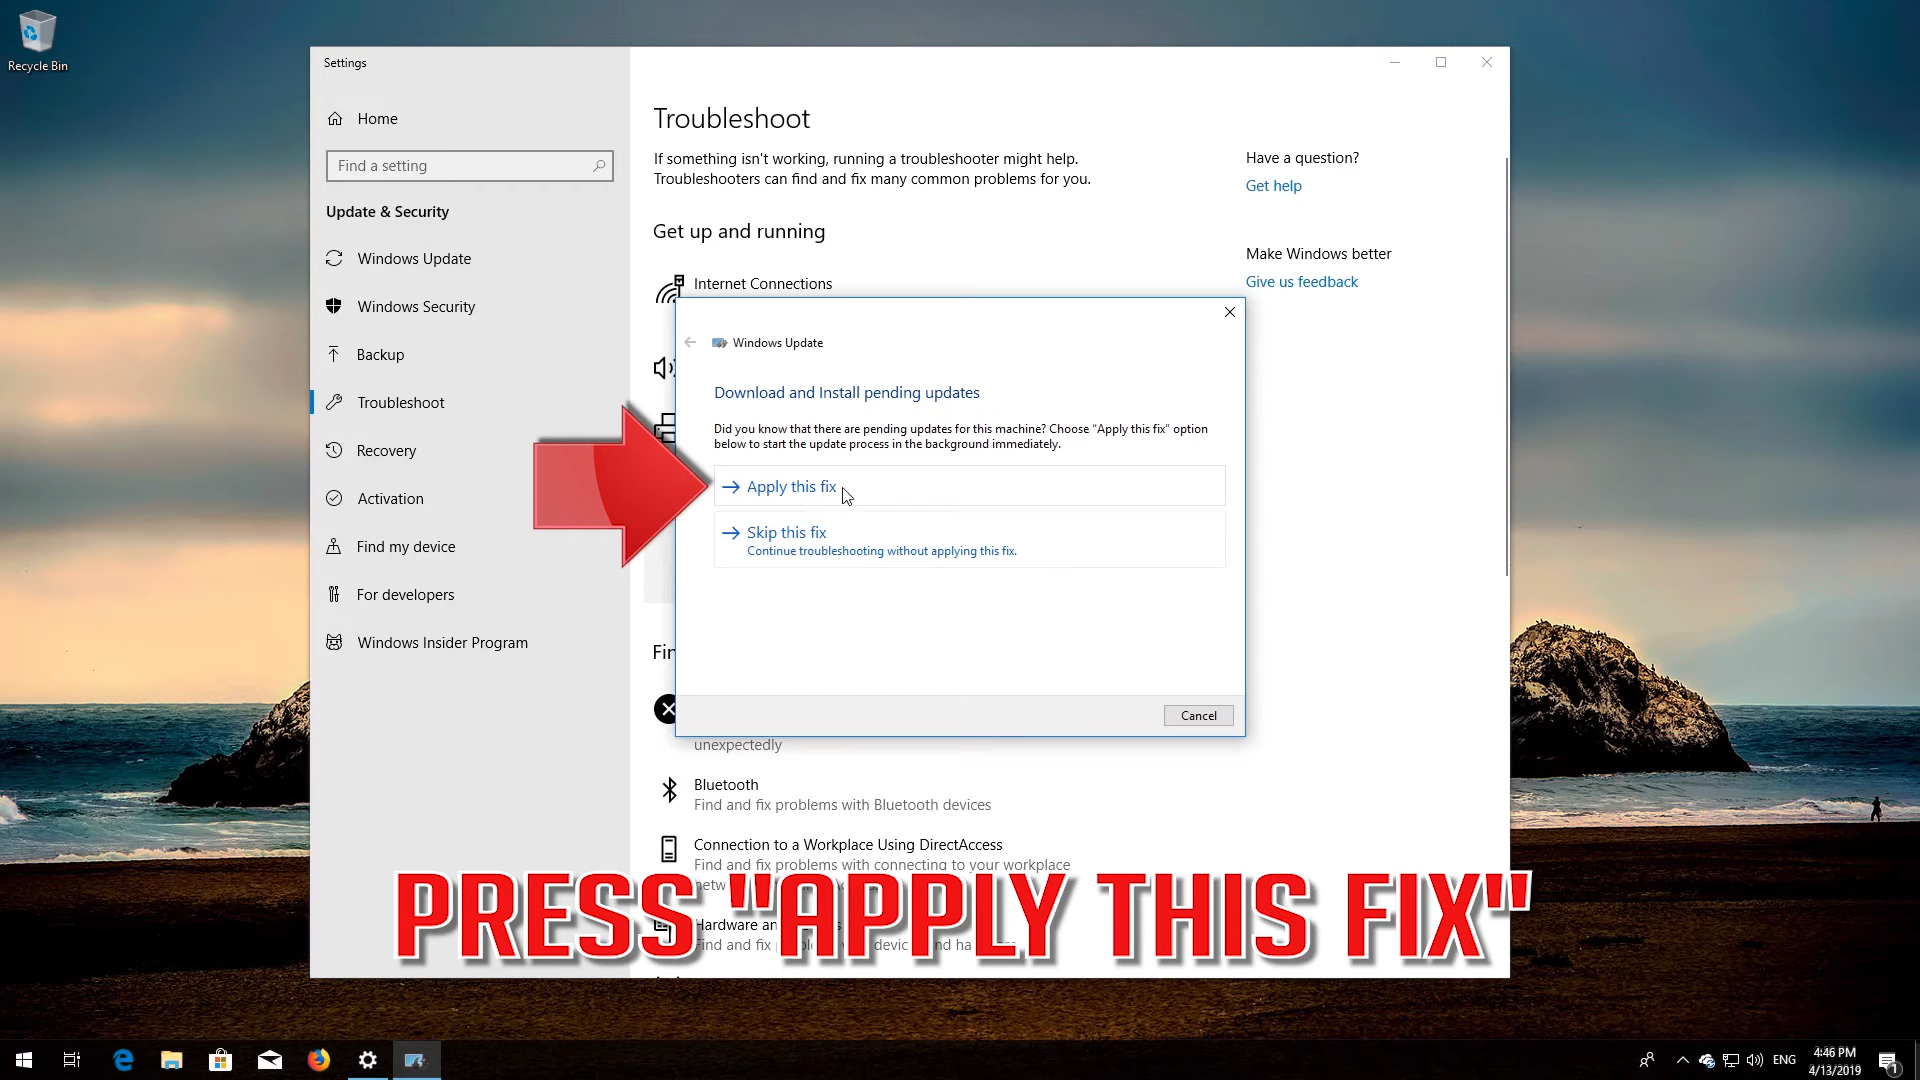 Recycle Bin
Settings
Home
Find a setting
Update & Security
Windows Update
Windows Security
Backup
Troubleshoot
Recovery
Activation
Find my device
For developers
Windows Insider Program
Troubleshoot
If something isn't working, running a troubleshooter might help.
Troubleshooters can find and fix many common problems for you.
Get up and running
Internet Connections
Have a question?
Get help
Make Windows better
Give us feedback
Windows Update
Download and Install pending updates
Did you know that there are pending updates for this machine? Choose "Apply this fix" option
below to start the update process in the background immediately.
Apply this fix
Skip this fix
Continue troubleshooting without applying this fix.
Cancel
unexpectedly
Bluetooth
Find and fix problems with Bluetooth devices
Connection to a Workplace Using DirectAccess
Find and fix problems with connecting to your workplace
PRESS "APPLY THIS FIX"
ENG
4:46 PM
4/13/2019
1